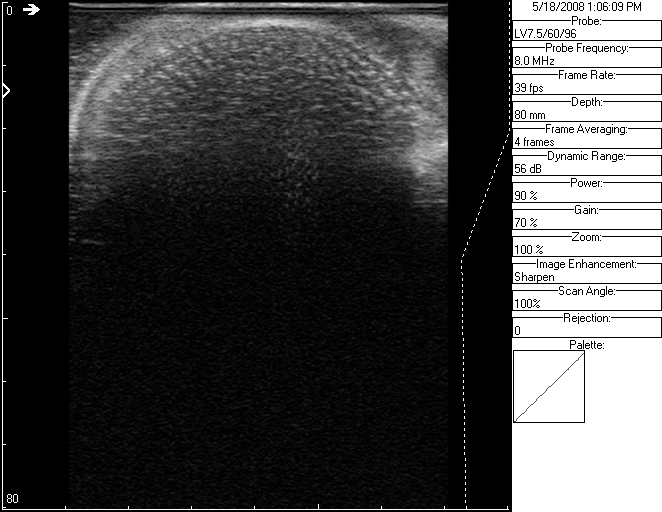 0
80
5/18/2008 1:06:09 PM
Probe:
LV7.5/60/96
Probe Frequency:
8.0 MHz
Frame Rate:
39 fps
Depth:
80 mm
Frame Averaging:
4 frames
Dynamic Range:
56 dB
Power:
90 %
Gain:
70 %
Zoom:
100 %
Image Enhancement:
Sharpen
Scan Angle:
100%
Rejection:
0
Palette: